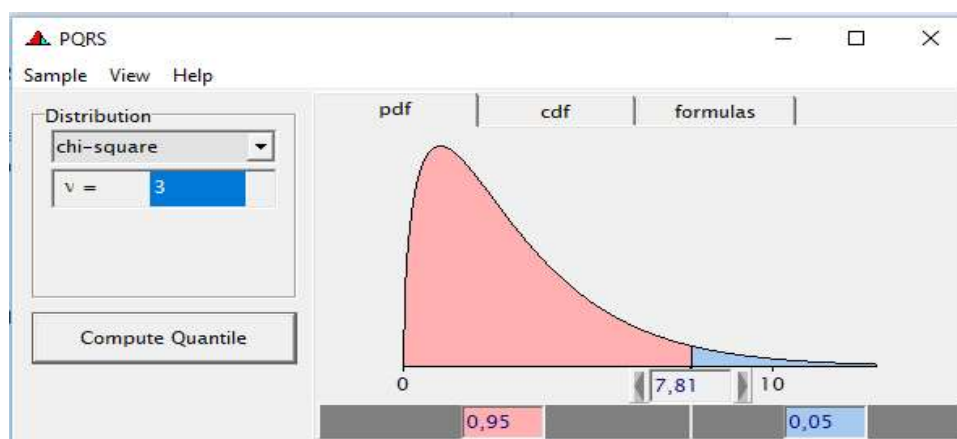 PQRS
Sample View Help
Distribution
chi-square
ν = 3
Compute Quantile
pdf cdf formulas
0 7,81 10
0,95 0,05